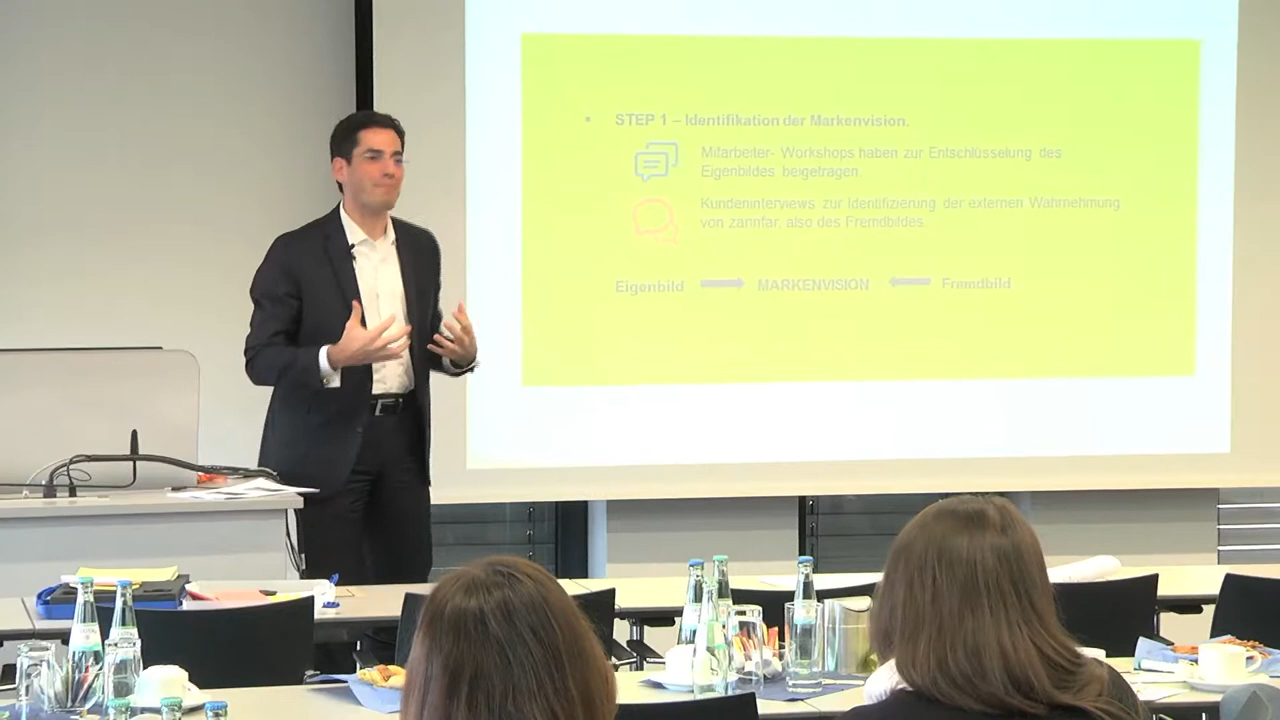 STEP 1 – Identifikation der Markenvision.
Mitarbeiter- Workshops haben zur Entschlüsselung des
Eigenbildes beigetragen.
Kundeninterviews zur Identifizierung der externen Wahrnehmung
von zamfar, also des Fremdbildes.
Eigenbild MARKENVISION Fremdbild